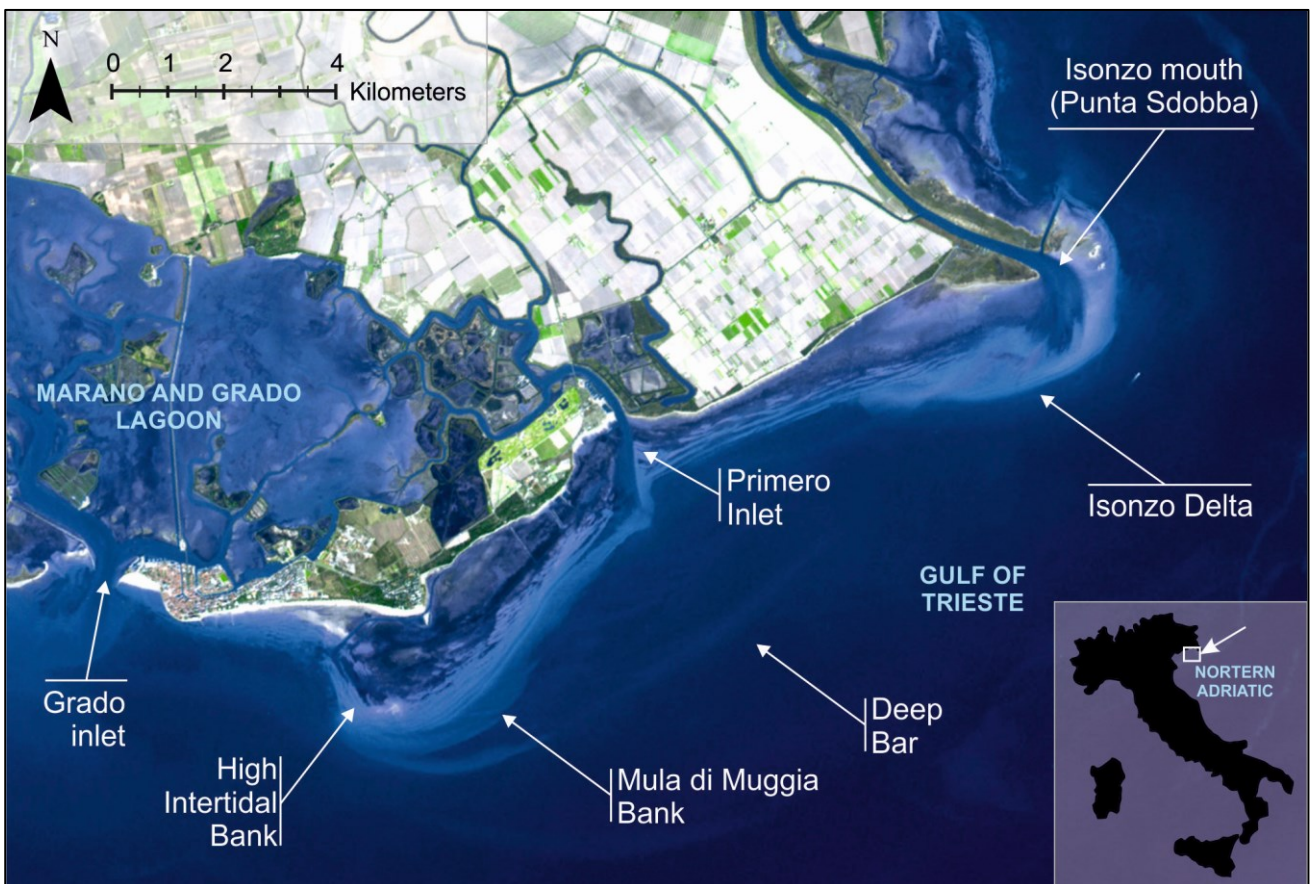 N
0 1 2 4
Kilometers
Isonzo mouth
(Punta Sdobba)
MARANO AND GRADO
LAGOON
Primero
Inlet
Isonzo Delta
GULF OF
TRIESTE
Grado
inlet
Deep
Bar
High
Intertidal
Bank
Mula di Muggia
Bank
NORTERN
ADRIATIC